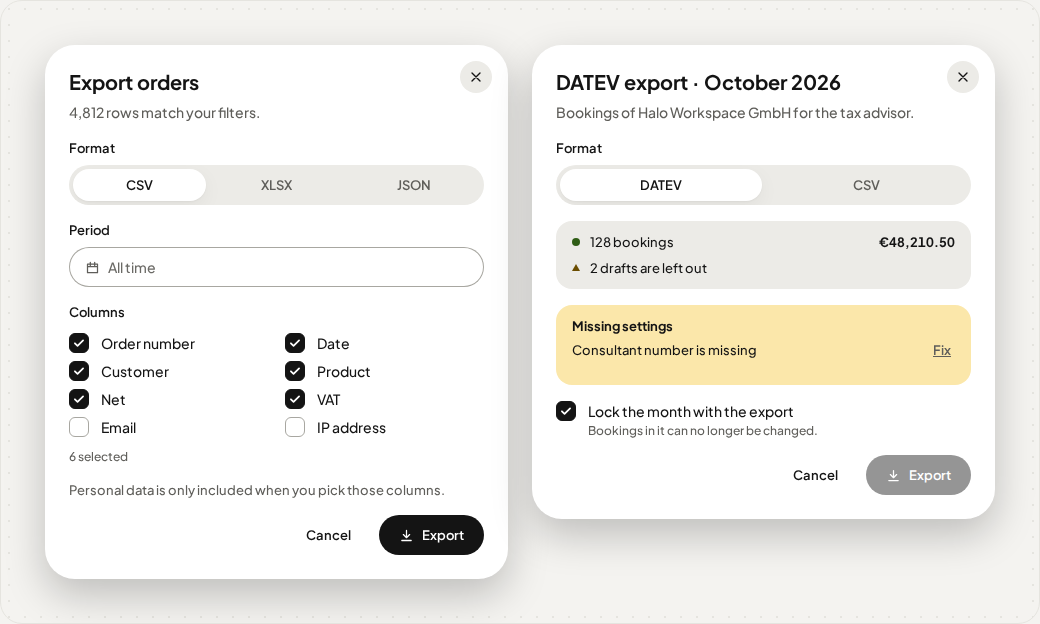 Export orders
4,812 rows match your filters.
Format
CSV
XLSX
JSON
Period
All time
Columns
Order number
Date
Customer
Product
Net
VAT
Email
IP address
6 selected
Personal data is only included when you pick those columns.
Cancel
Export
DATEV export · October 2026
Bookings of Halo Workspace GmbH for the tax advisor.
Format
DATEV
CSV
128 bookings
€48,210.50
2 drafts are left out
Missing settings
Consultant number is missing
Fix
Lock the month with the export
Bookings in it can no longer be changed.
Cancel
Export